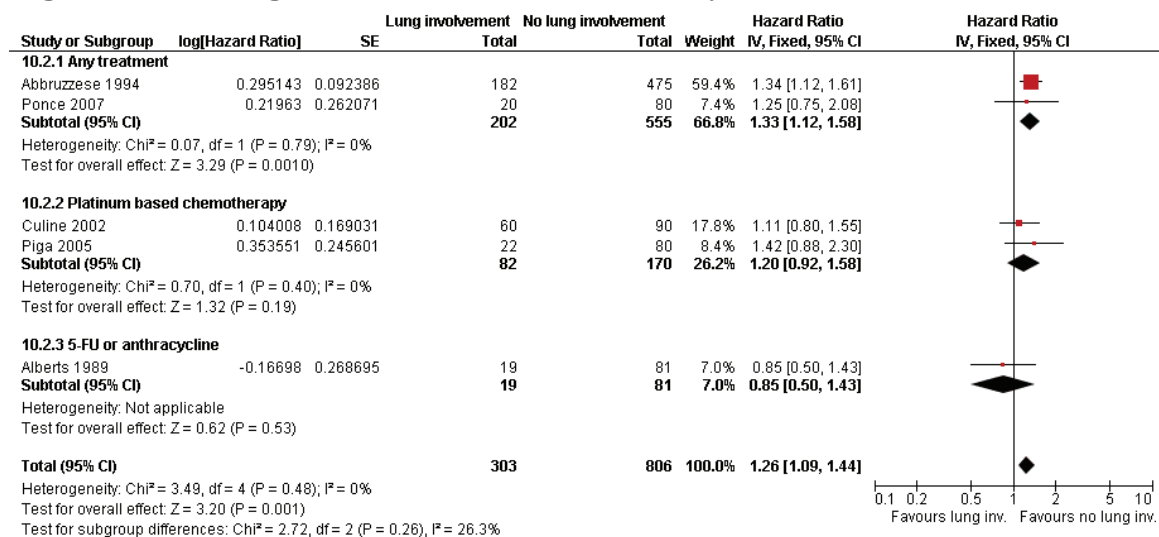 Lung involvement No lung involvement Hazard Ratio Hazard Ratio
Study or Subgroup log[Hazard Ratio] SE Total Total Weight IV, Fixed, 95% CI IV, Fixed, 95% CI
10.2.1 Any treatment
Abbruzzese 1994 0.295143 0.092386 182 475 59.4% 1.34 [1.12, 1.61]
Ponce 2007 0.21963 0.262071 20 80 7.4% 1.25 [0.75, 2.08]
Subtotal (95% CI) 202 555 66.8% 1.33 [1.12, 1.58]
Heterogeneity: Chi² = 0.07, df = 1 (P = 0.79); I² = 0%
Test for overall effect: Z = 3.29 (P = 0.0010)
10.2.2 Platinum based chemotherapy
Culine 2002 0.104008 0.169031 60 90 17.8% 1.11 [0.80, 1.55]
Piga 2005 0.353551 0.245601 22 80 8.4% 1.42 [0.88, 2.30]
Subtotal (95% CI) 82 170 26.2% 1.20 [0.92, 1.58]
Heterogeneity: Chi² = 0.70, df = 1 (P = 0.40); I² = 0%
Test for overall effect: Z = 1.32 (P = 0.19)
10.2.3 5-FU or anthracycline
Alberts 1989 -0.16698 0.268695 19 81 7.0% 0.85 [0.50, 1.43]
Subtotal (95% CI) 19 81 7.0% 0.85 [0.50, 1.43]
Heterogeneity: Not applicable
Test for overall effect: Z = 0.62 (P = 0.53)
Total (95% CI) 303 806 100.0% 1.26 [1.09, 1.44]
Heterogeneity: Chi² = 3.49, df = 4 (P = 0.48); I² = 0%
Test for overall effect: Z = 3.20 (P = 0.001)
Test for subgroup differences: Chi² = 2.72, df = 2 (P = 0.26), I² = 26.3%
0.1 0.2 0.5 1 2 5 10
Favours lung inv. Favours no lung inv.